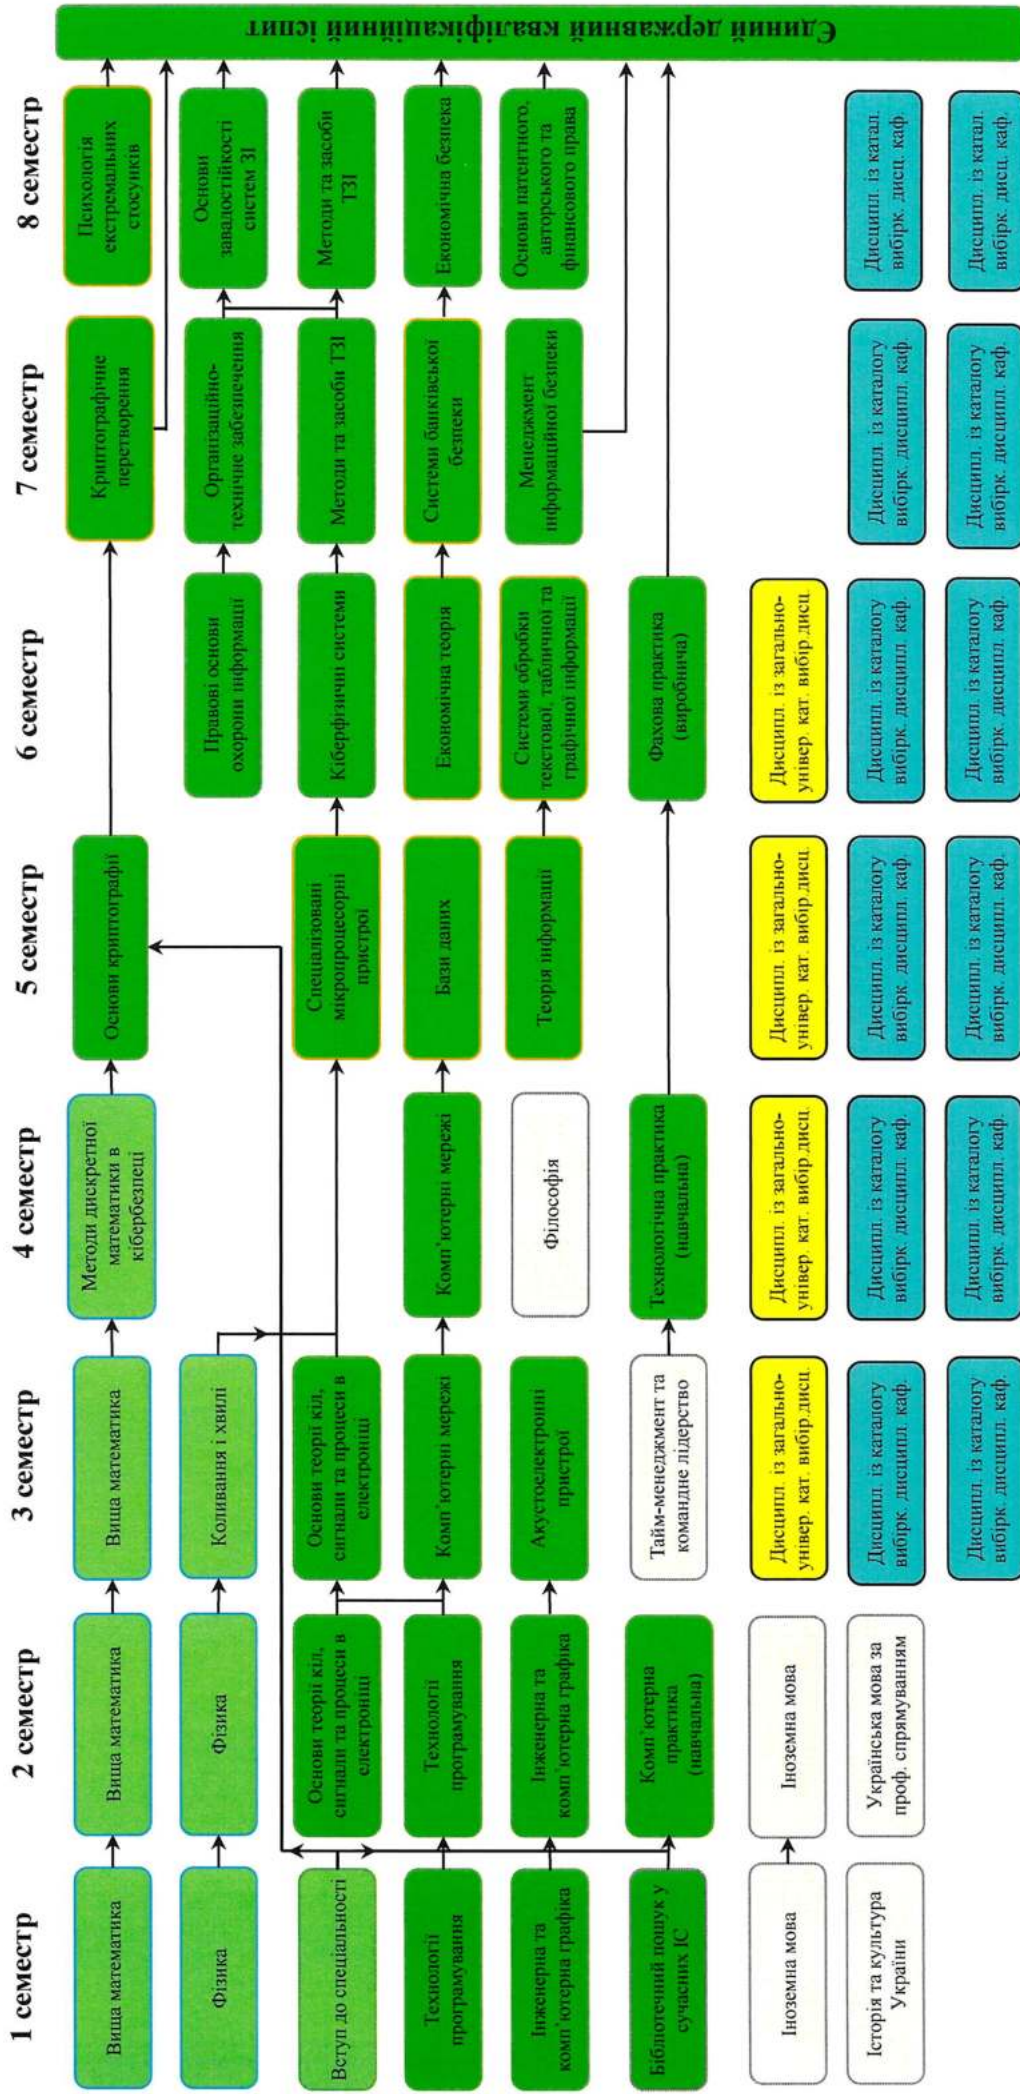 1 семестр
Вища математика
Фізика
Вступ до спеціальності
Технології
програмування
Інженерна та
комп`ютерна графіка
Бібліотечний пошук у
сучасних ІС
Іноземна мова
Історія та культура
України
2 семестр
Вища математика
Фізика
Основи теорії кіл,
сигнали та процеси в
електроніці
Технології
програмування
Інженерна та
комп`ютерна графіка
Комп`ютерна
практика
(навчальна)
Іноземна мова
Українська мова за
проф. спрямуванням
3 семестр
Вища математика
Коливання і хвилі
Основи теорії кіл,
сигнали та процеси в
електроніці
Комп`ютерні мережі
Акустоелектронні
пристрої
Тайм-менеджмент та
командне лідерство
Дисципл. із загально-
універ. кат. вибір.дисц.
Дисципл. із каталогу
вибірк. дисципл. каф.
Дисципл. із каталогу
вибірк. дисципл. каф.
4 семестр
Методи дискретної
математики в
кібербезпеці
Комп`ютерні мережі
Філософія
Технологічна практика
(навчальна)
Дисципл. із загально-
універ. кат. вибір.дисц.
Дисципл. із каталогу
вибірк. дисципл. каф.
Дисципл. із каталогу
вибірк. дисципл. каф.
5 семестр
Основи криптографії
Спеціалізовані
мікропроцесорні
пристрої
Бази даних
Теорія інформації
Дисципл. із загально-
універ. кат. вибір.дисц.
Дисципл. із каталогу
вибірк. дисципл. каф.
Дисципл. із каталогу
вибірк. дисципл. каф.
6 семестр
Правові основи
охорони інформації
Кіберфізичні системи
Економічна теорія
Системи обробки
текстової, табличної та
графічної інформації
Фахова практика
(виробнича)
Дисципл. із загально-
універ. кат. вибір.дисц.
Дисципл. із каталогу
вибірк. дисципл. каф.
Дисципл. із каталогу
вибірк. дисципл. каф.
7 семестр
Криптографічне
перетворення
Організаційно-
технічне забезпечення
Методи та засоби ТЗІ
Системи банківської
безпеки
Менеджмент
інформаційної безпеки
Дисципл. із каталогу
вибірк. дисципл. каф.
Дисципл. із каталогу
вибірк. дисципл. каф.
8 семестр
Психологія
екстремальних
стосунків
Основи
завадостійкості
систем ЗІ
Методи та засоби
ТЗІ
Економічна безпека
Основи патентного,
авторського та
фінансового права
Дисципл. із катал.
вибірк. дисц. каф.
Дисципл. із катал.
вибірк. дисц. каф.
Єдиний державний кваліфікаційний іспит